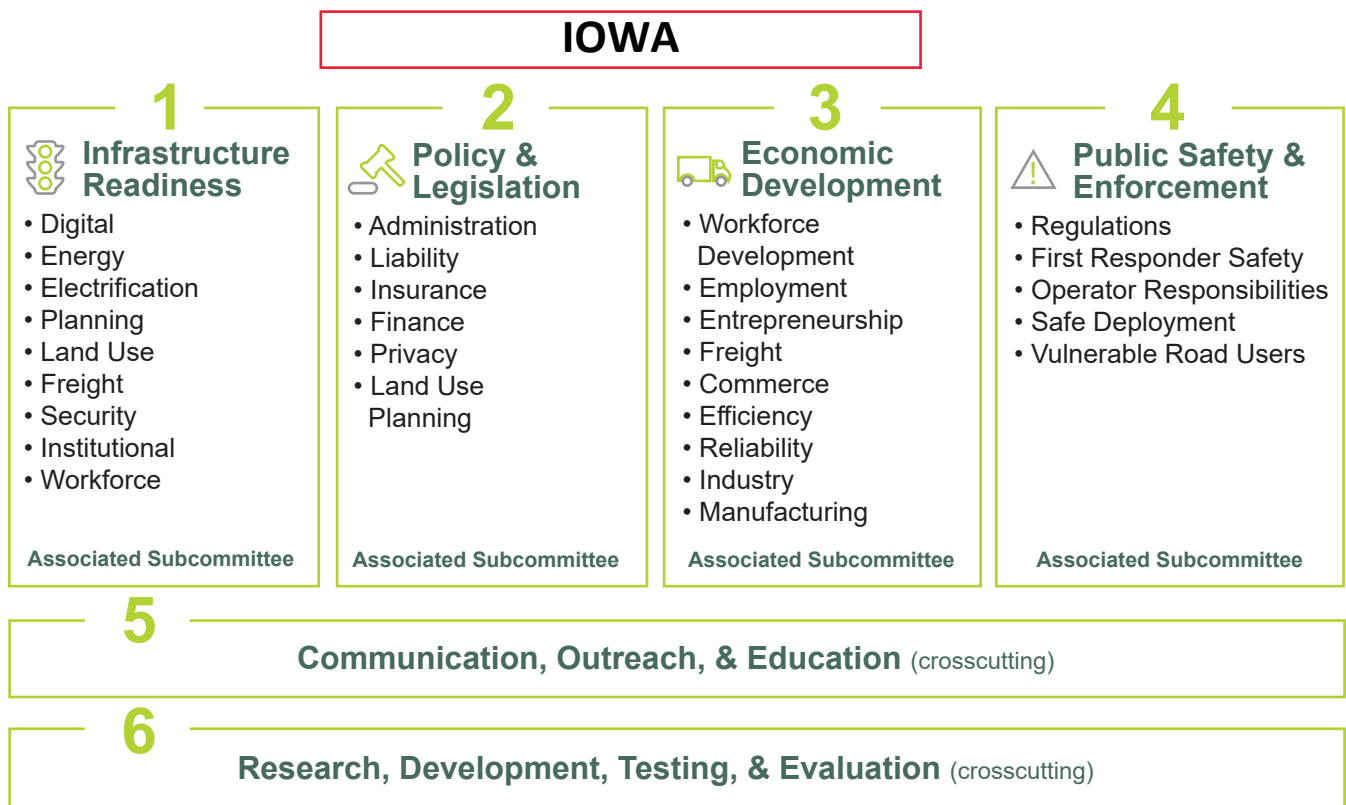 IOWA
1
Infrastructure
Readiness
• Digital
• Energy
• Electrification
• Planning
• Land Use
• Freight
• Security
• Institutional
• Workforce
Associated Subcommittee
2
Policy &
Legislation
• Administration
• Liability
• Insurance
• Finance
• Privacy
• Land Use
Planning
Associated Subcommittee
3
Economic
Development
• Workforce
Development
• Employment
• Entrepreneurship
• Freight
• Commerce
• Efficiency
• Reliability
• Industry
• Manufacturing
Associated Subcommittee
4
Public Safety &
Enforcement
• Regulations
• First Responder Safety
• Operator Responsibilities
• Safe Deployment
• Vulnerable Road Users
Associated Subcommittee
5
Communication, Outreach, & Education (crosscutting)
6
Research, Development, Testing, & Evaluation (crosscutting)